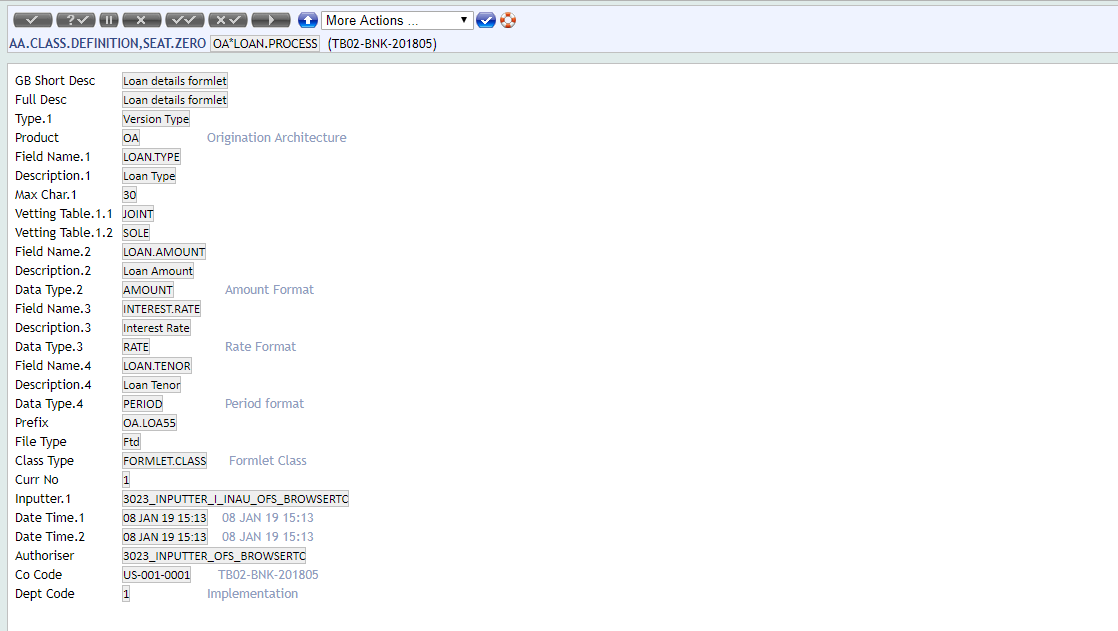 More Actions ...
AA.CLASS.DEFINITION,SEAT.ZERO OA*LOAN.PROCESS (TB02-BNK-201805)
GB Short Desc Loan details formlet
Full Desc Loan details formlet
Type.1 Version Type
Product OA Origination Architecture
Field Name.1 LOAN.TYPE
Description.1 Loan Type
Max Char.1 30
Vetting Table.1.1 JOINT
Vetting Table.1.2 SOLE
Field Name.2 LOAN.AMOUNT
Description.2 Loan Amount
Data Type.2 AMOUNT Amount Format
Field Name.3 INTEREST.RATE
Description.3 Interest Rate
Data Type.3 RATE Rate Format
Field Name.4 LOAN.TENOR
Description.4 Loan Tenor
Data Type.4 PERIOD Period format
Prefix OA.LOA55
File Type Ftd
Class Type FORMLET.CLASS Formlet Class
Curr No 1
Inputter.1 3023_INPUTTER_I_INAU_OFS_BROWSERTC
Date Time.1 08 JAN 19 15:13 08 JAN 19 15:13
Date Time.2 08 JAN 19 15:13 08 JAN 19 15:13
Authoriser 3023_INPUTTER_OFS_BROWSERTC
Co Code US-001-0001 TB02-BNK-201805
Dept Code 1 Implementation